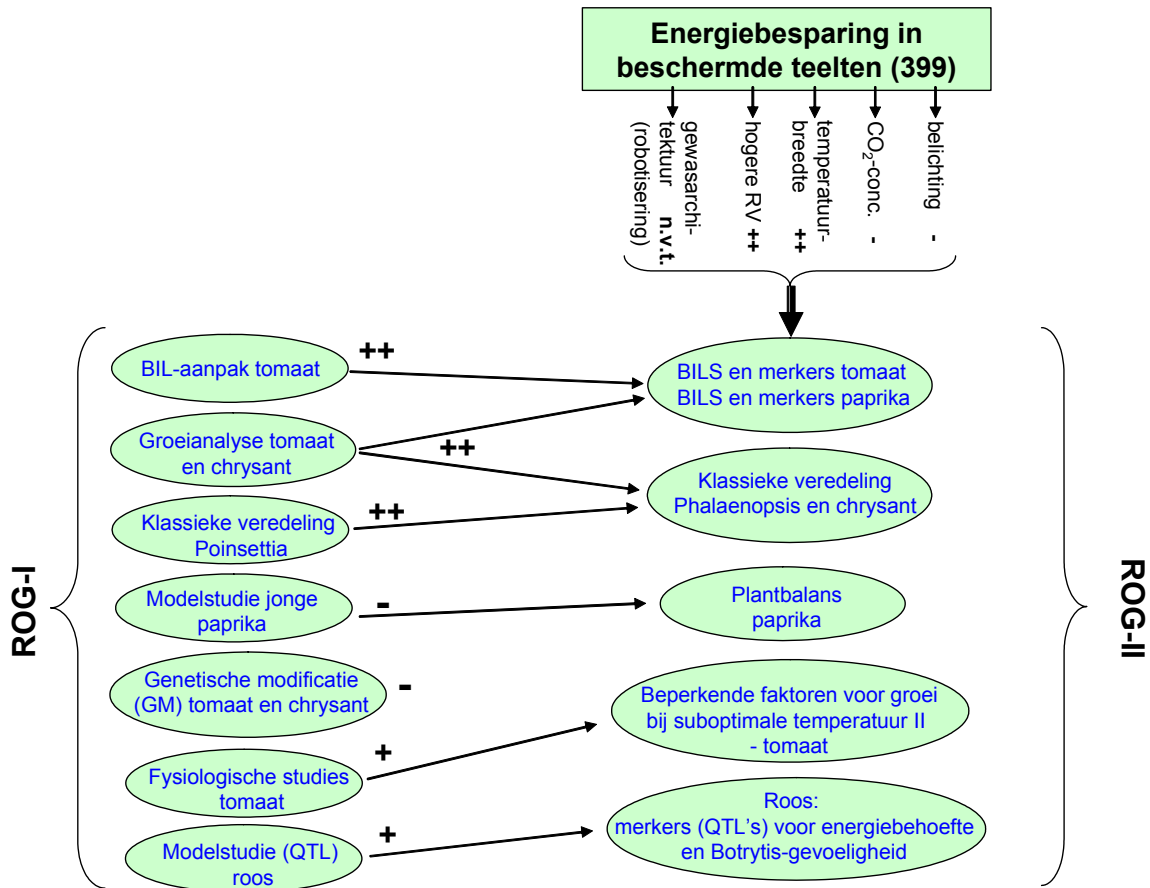 Energiebesparing in
beschermde teelten (399)
gewasarchi-
tektuur n.v.t.
(robotisering)
hogere RV ++
temperatuur-
breedte ++
CO₂-conc. -
belichting -
ROG-I
BIL-aanpak tomaat
++
Groeianalyse tomaat
en chrysant
++
Klassieke veredeling
Poinsettia
++
Modelstudie jonge
paprika
-
Genetische modificatie
(GM) tomaat en chrysant
-
Fysiologische studies
tomaat
+
Modelstudie (QTL)
roos
+
BILS en merkers tomaat
BILS en merkers paprika
Klassieke veredeling
Phalaenopsis en chrysant
Plantbalans
paprika
Beperkende faktoren voor groei
bij suboptimale temperatuur II
- tomaat
Roos:
merkers (QTL's) voor energiebehoefte
en Botrytis-gevoeligheid
ROG-II